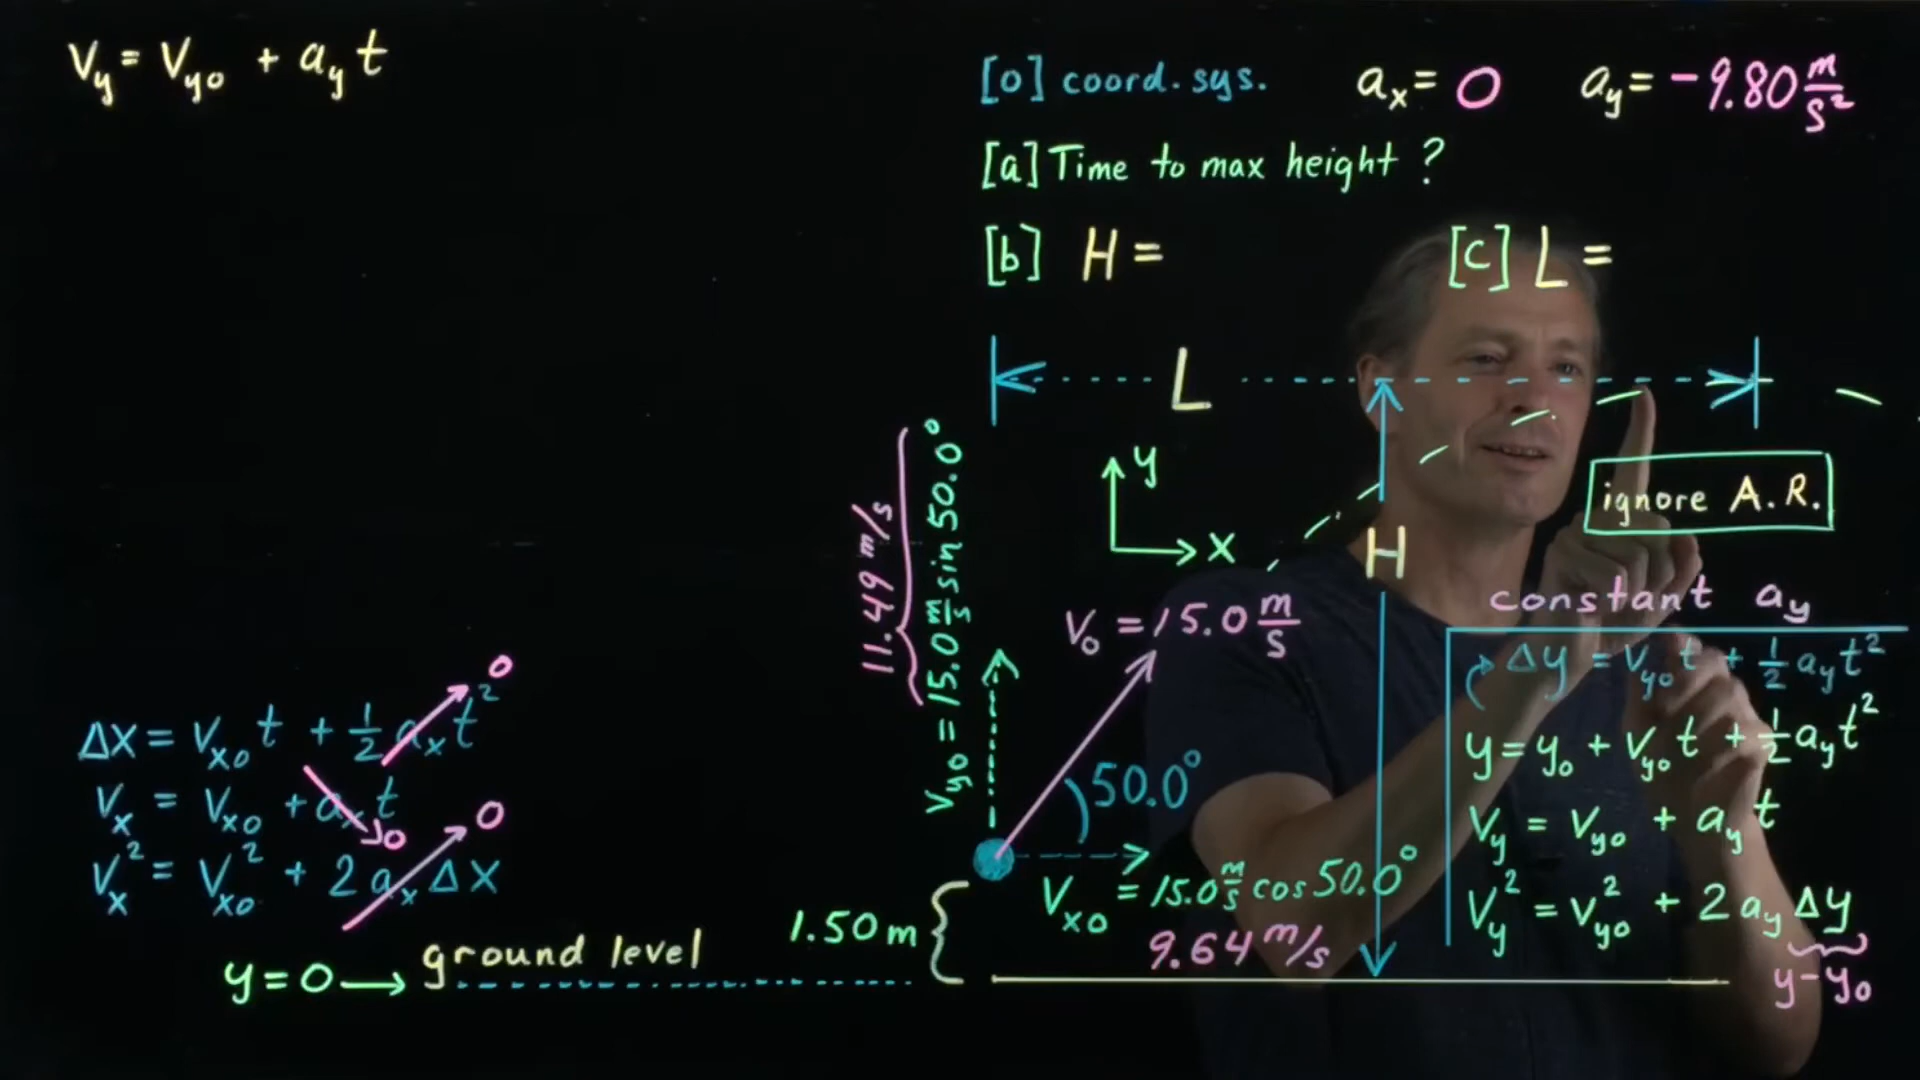 Vy = Vyo + ay t
[o] coord. sys. ax = 0 ay = -9.80 m/s²
[a] Time to max height ?
[b] H =
[c] L =
L
y
x
H
ignore A.R.
Vo = 15.0 m/s
50.0°
Vyo = 15.0 m/s sin 50.0°
11.49 m/s
Vxo = 15.0 m/s cos 50.0°
9.64 m/s
1.50 m
constant ay
Δy = Vyo t + ½ ay t²
y = yo + Vyo t + ½ ay t²
Vy = Vyo + ay t
Vy² = Vyo² + 2 ay Δy
y - yo
Δx = Vxo t + ½ ax t² 0
Vx = Vxo + ax t 0
Vx² = Vxo² + 2 ax Δx 0
y = 0 → ground level